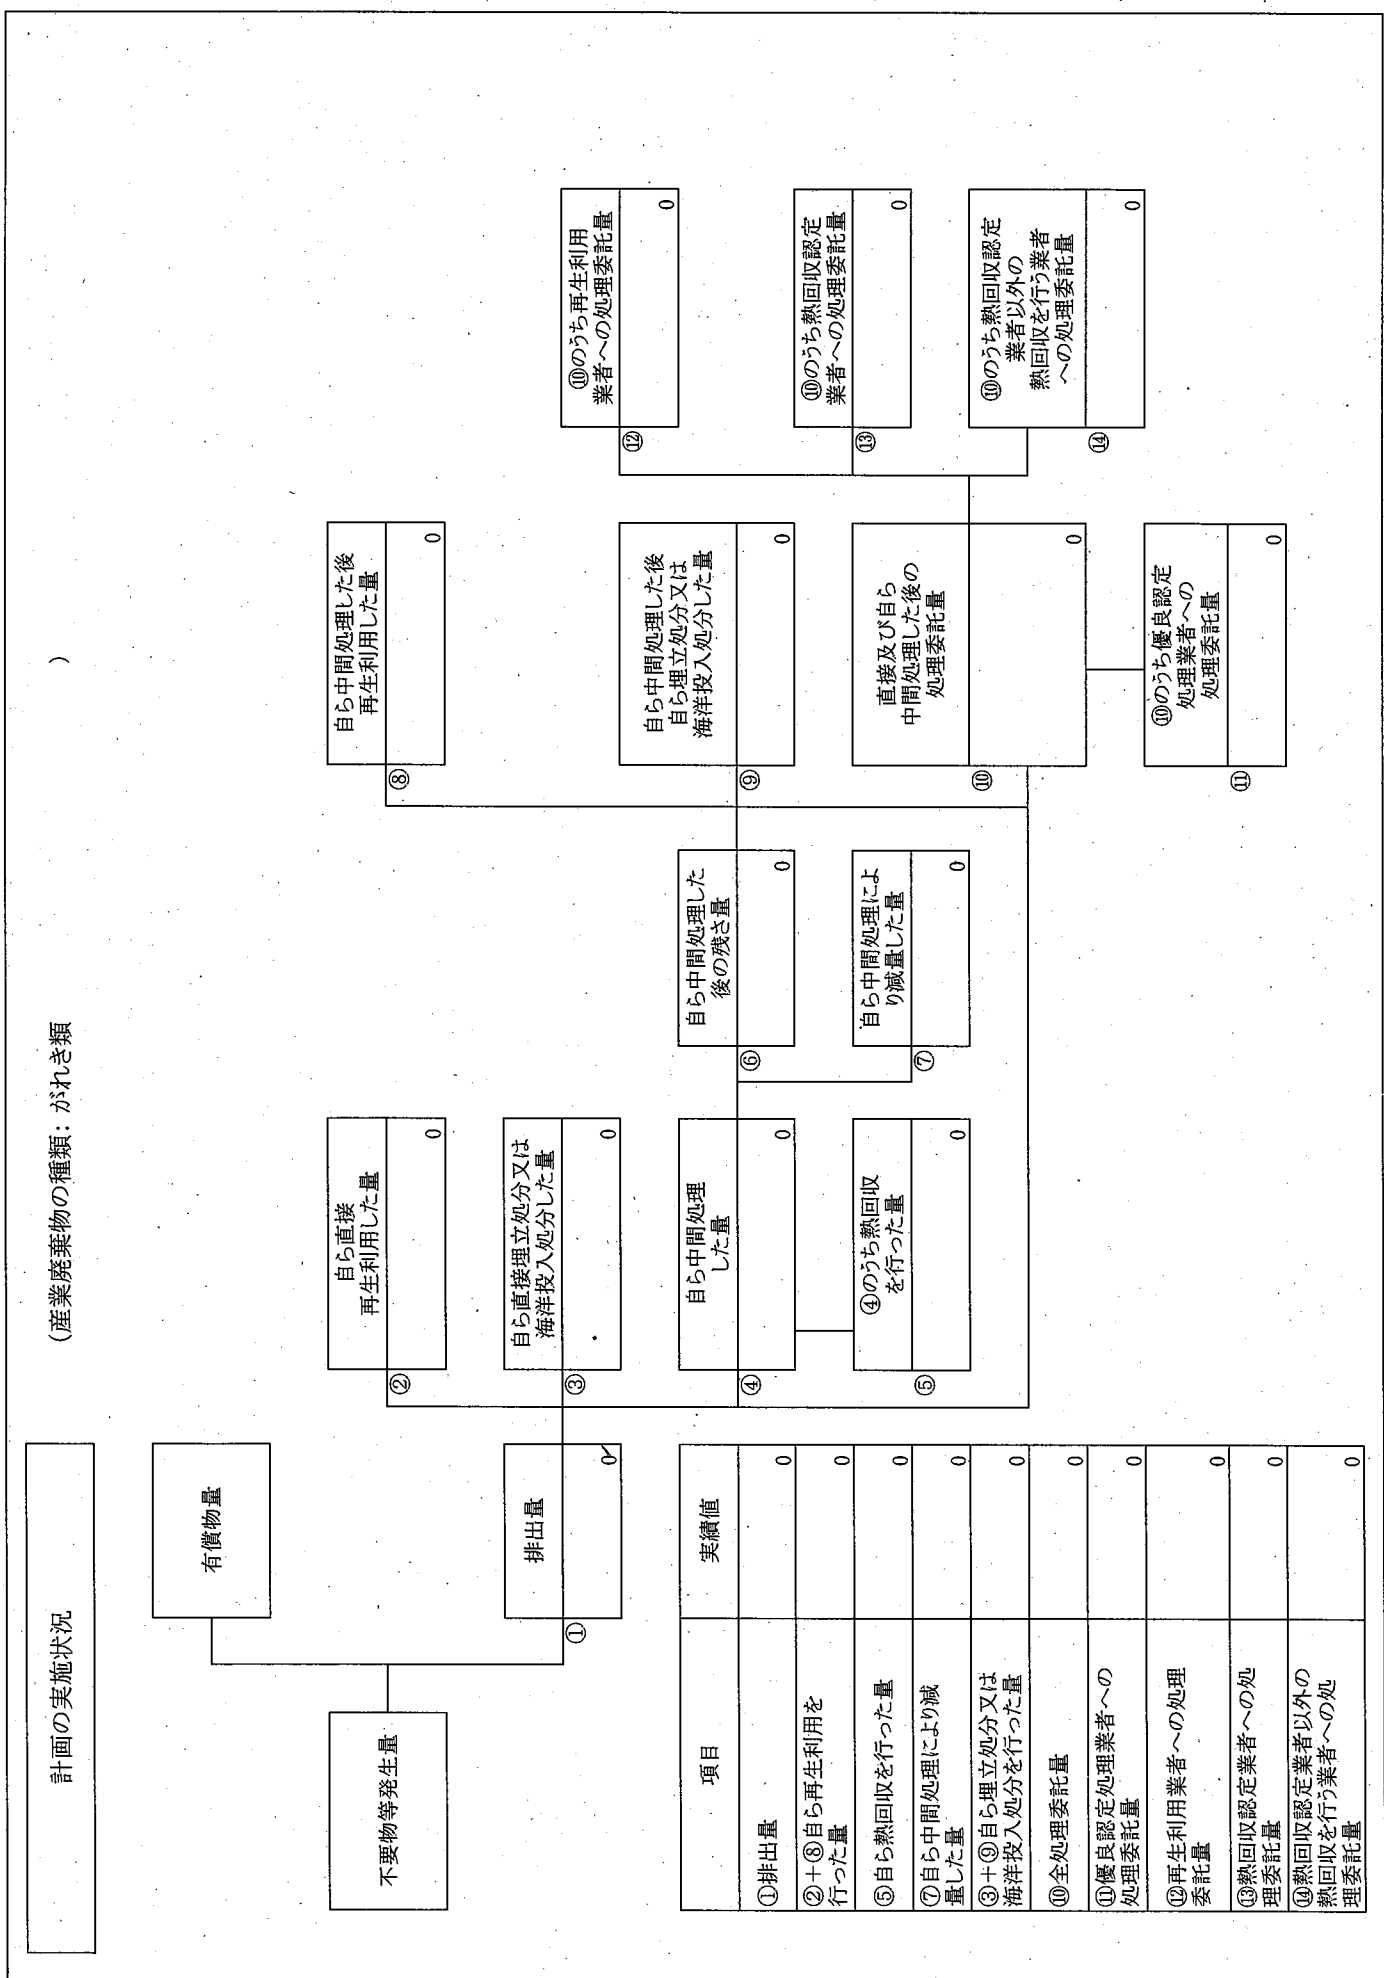 計画の実施状況
(産業廃棄物の種類：がれき類
)
不要物等発生量
有償物量
①
排出量
0
②
自ら直接
再生利用した量
0
③
自ら直接埋立処分又は
海洋投入処分した量
0
④
自ら中間処理
した量
0
⑤
④のうち熱回収
を行った量
0
⑥
自ら中間処理した
後の残さ量
0
⑦
自ら中間処理によ
り減量した量
0
⑧
自ら中間処理した後
再生利用した量
0
⑨
自ら中間処理した後
自ら埋立処分又は
海洋投入処分した量
0
⑩
直接及び自ら
中間処理した後の
処理委託量
0
⑪
⑩のうち優良認定
処理業者への
処理委託量
0
⑫
⑩のうち再生利用
業者への処理委託量
0
⑬
⑩のうち熱回収認定
業者への処理委託量
0
⑭
⑩のうち熱回収認定
業者以外の
熱回収を行う業者
への処理委託量
0
項目
実績値
①排出量
0
②＋⑧自ら再生利用を
行った量
0
⑤自ら熱回収を行った量
0
⑦自ら中間処理により減
量した量
0
③＋⑨自ら埋立処分又は
海洋投入処分を行った量
0
⑩全処理委託量
0
⑪優良認定処理業者への
処理委託量
0
⑫再生利用業者への処理
委託量
0
⑬熱回収認定業者への処
理委託量
0
⑭熱回収認定業者以外の
熱回収を行う業者への処
理委託量
0